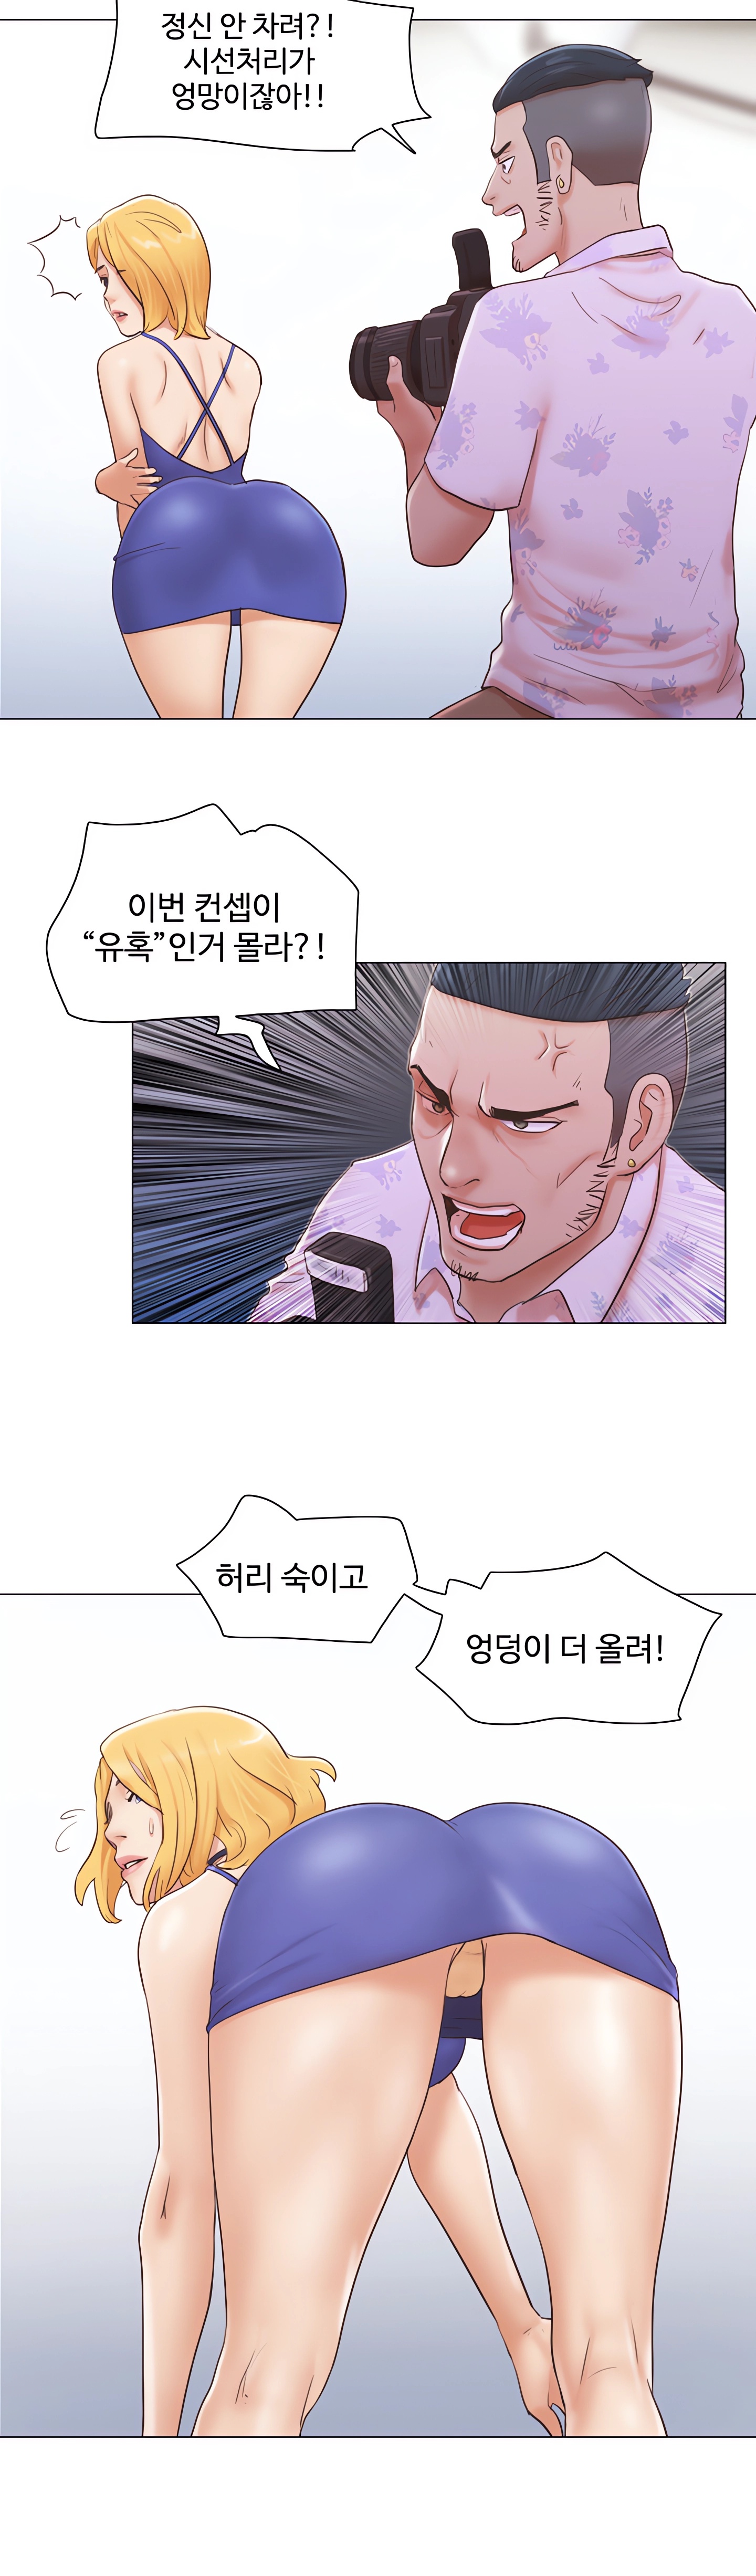 정신 안 차려?!
시선처리가
엉망이잖아!!
이번 컨셉이
“유혹”인거 몰라?!
허리 숙이고
엉덩이 더 올려!